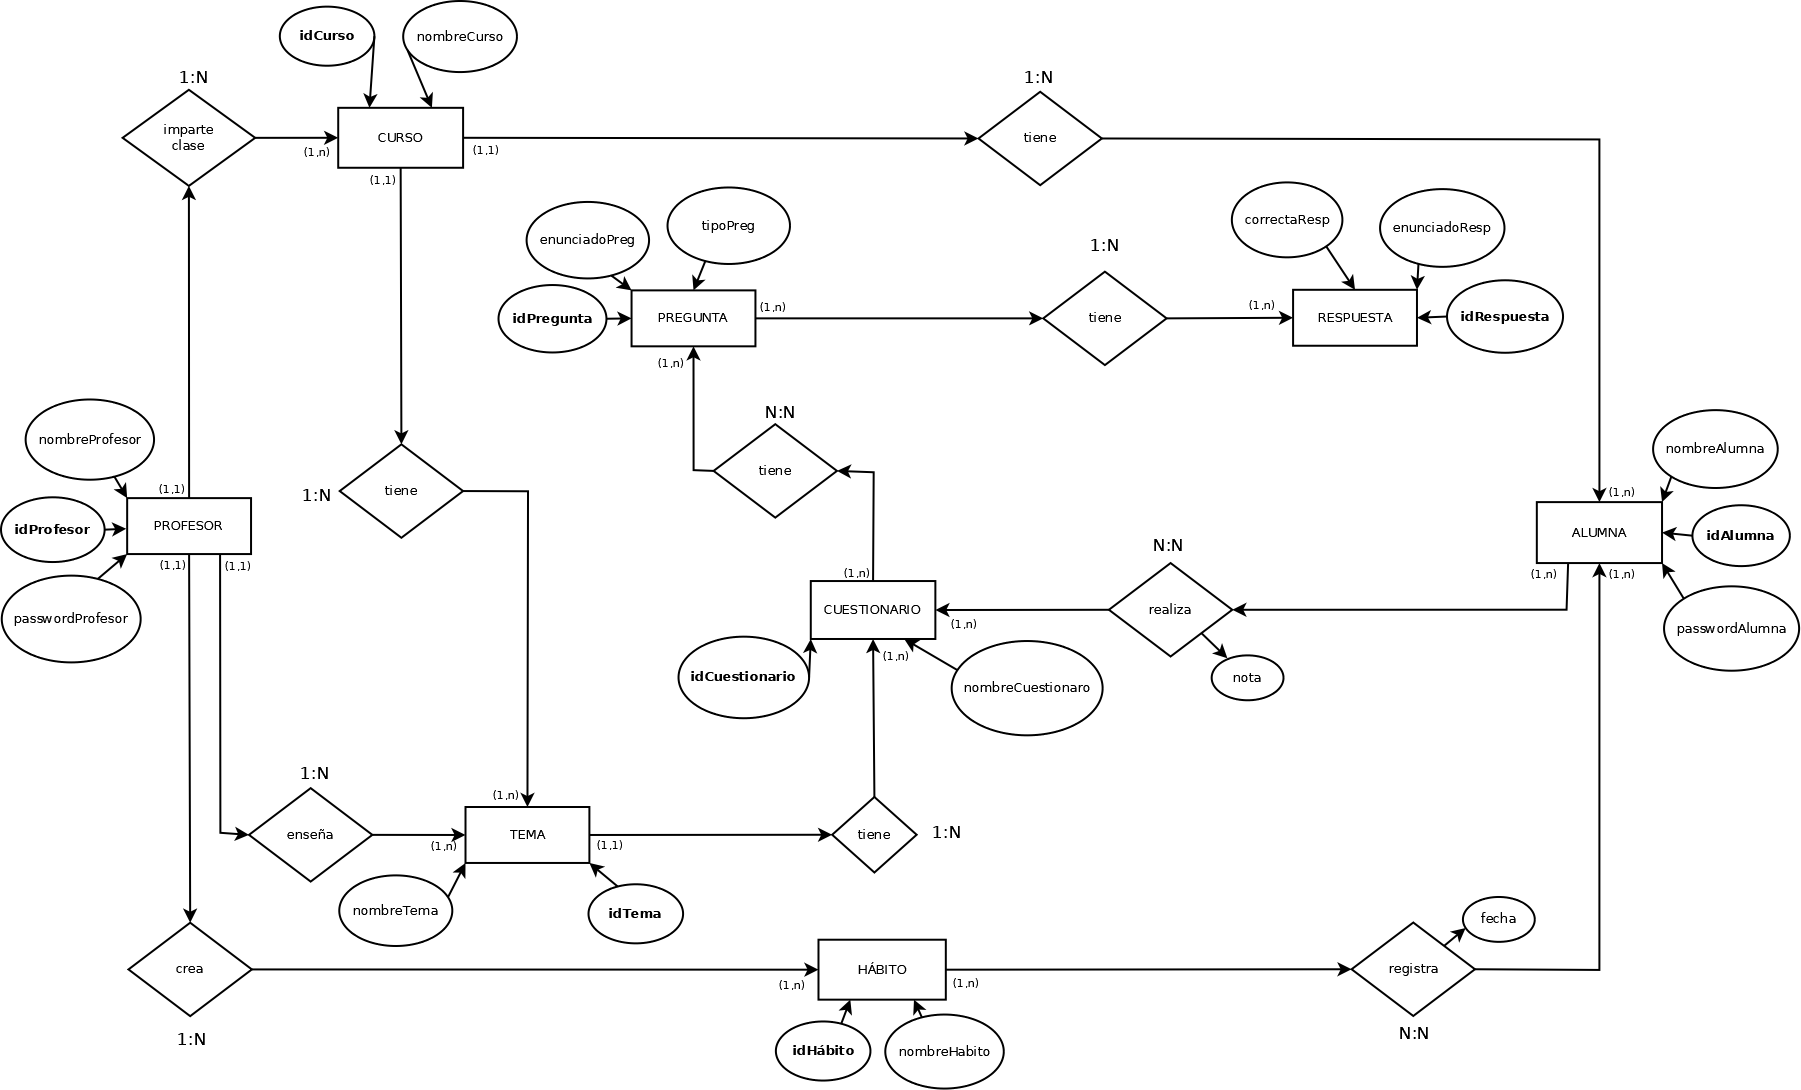 idCurso
nombreCurso
1:N
1:N
imparte
clase
CURSO
tiene
(1,n)
(1,1)
(1,1)
enunciadoPreg
tipoPreg
correctaResp
enunciadoResp
1:N
idPregunta
PREGUNTA
(1,n)
tiene
(1,n)
RESPUESTA
idRespuesta
(1,n)
N:N
nombreProfesor
nombreAlumna
tiene
tiene
1:N
(1,1)
(1,n)
PROFESOR
idProfesor
ALUMNA
idAlumna
N:N
(1,1)
(1,1)
(1,n)
(1,n)
(1,n)
CUESTIONARIO
realiza
(1,n)
passwordProfesor
passwordAlumna
(1,n)
idCuestionario
nombreCuestionaro
nota
1:N
(1,n)
enseña
TEMA
tiene
1:N
(1,n)
(1,1)
nombreTema
idTema
fecha
crea
HÁBITO
registra
(1,n)
(1,n)
1:N
N:N
idHábito
nombreHabito